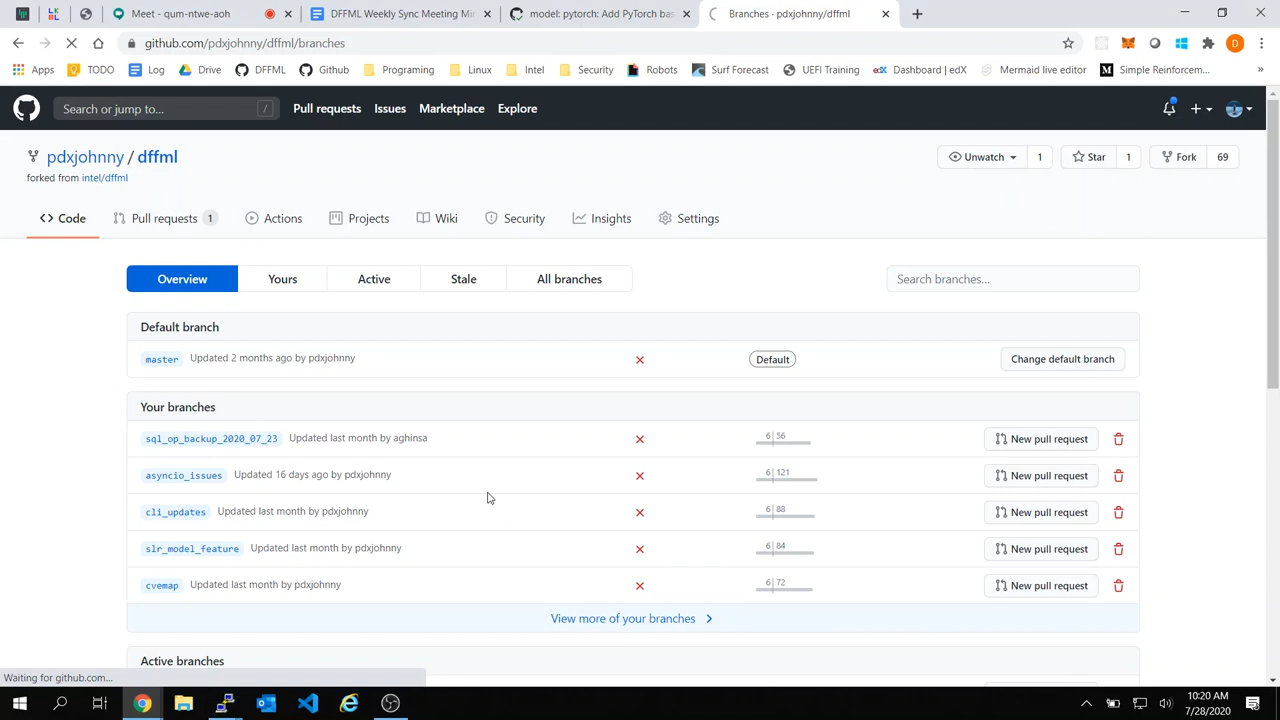 Meet - qum-ntwe-aoh
DFFML Weekly Sync Meeting Mi
model: pytorch: Add PyTorch bas
Branches · pdxjohnny/dffml
github.com/pdxjohnny/dffml/branches
Apps
TODO
Log
Drive
DFFML
Github
Programing
Linux
Intel
Security
Robots
Surf Forecast
UEFI Training
Dashboard | edX
Mermaid live editor
Simple Reinforcem...
Search or jump to...
/
Pull requests
Issues
Marketplace
Explore
pdxjohnny / dffml
forked from intel/dffml
Unwatch 1
Star 1
Fork 69
Code
Pull requests 1
Actions
Projects
Wiki
Security
Insights
Settings
Overview
Yours
Active
Stale
All branches
Search branches...
Default branch
master Updated 2 months ago by pdxjohnny
Default
Change default branch
Your branches
sql_op_backup_2020_07_23 Updated last month by aghinsa
6 56
New pull request
asyncio_issues Updated 16 days ago by pdxjohnny
6 121
New pull request
cli_updates Updated last month by pdxjohnny
6 88
New pull request
slr_model_feature Updated last month by pdxjohnny
6 84
New pull request
cvemap Updated last month by pdxjohnny
6 72
New pull request
View more of your branches
Active branches
Waiting for github.com...
10:20 AM
7/28/2020